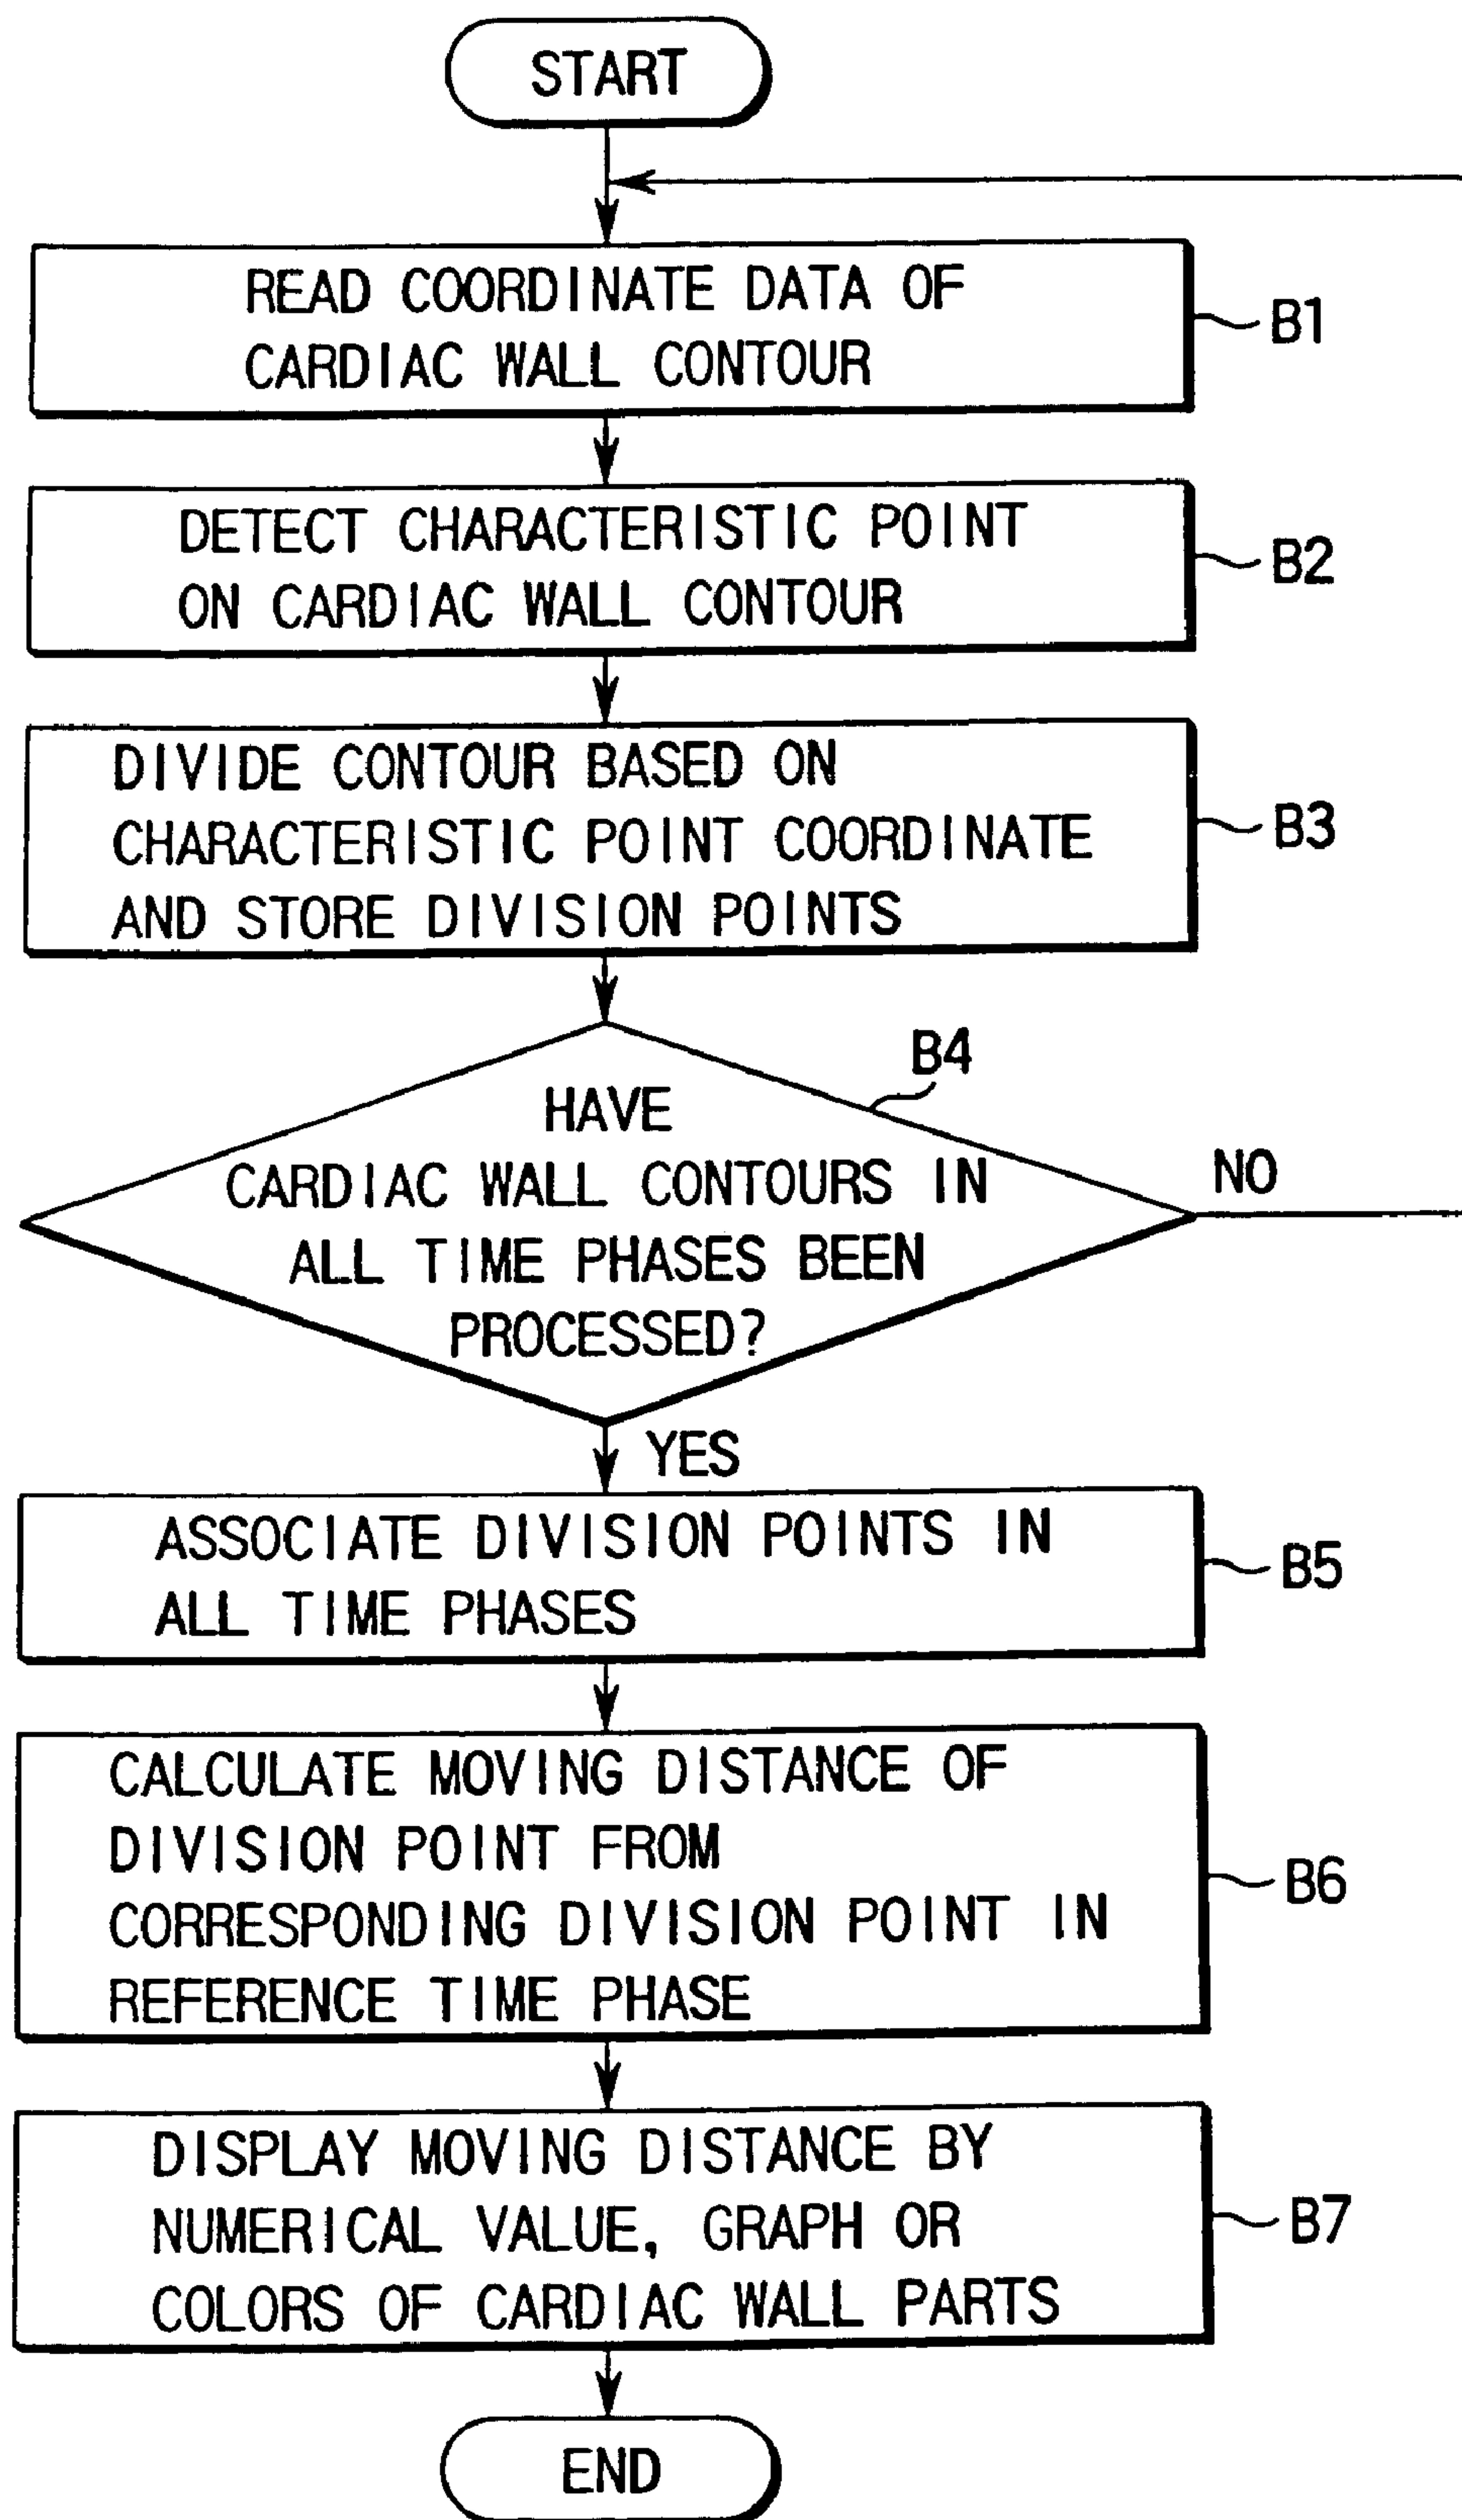 START
READ COORDINATE DATA OF
CARDIAC WALL CONTOUR
B1
DETECT CHARACTERISTIC POINT
ON CARDIAC WALL CONTOUR
B2
DIVIDE CONTOUR BASED ON
CHARACTERISTIC POINT COORDINATE
AND STORE DIVISION POINTS
B3
B4
HAVE
CARDIAC WALL CONTOURS IN
ALL TIME PHASES BEEN
PROCESSED?
NO
YES
ASSOCIATE DIVISION POINTS IN
ALL TIME PHASES
B5
CALCULATE MOVING DISTANCE OF
DIVISION POINT FROM
CORRESPONDING DIVISION POINT IN
REFERENCE TIME PHASE
B6
DISPLAY MOVING DISTANCE BY
NUMERICAL VALUE, GRAPH OR
COLORS OF CARDIAC WALL PARTS
B7
END